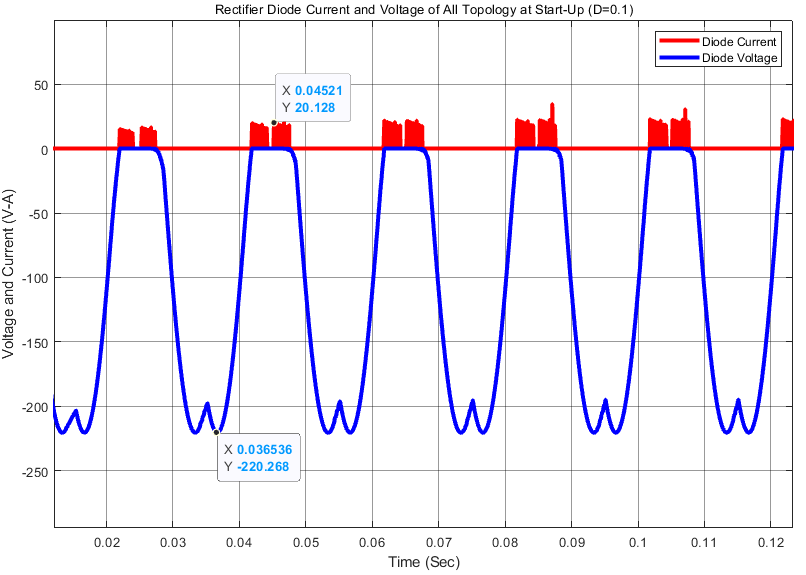 Rectifier Diode Current and Voltage of All Topology at Start-Up (D=0.1)
Diode Current
Diode Voltage
X 0.04521
Y 20.128
X 0.036536
Y -220.268
50
0
-50
-100
-150
-200
-250
Voltage and Current (V-A)
0.02 0.03 0.04 0.05 0.06 0.07 0.08 0.09 0.1 0.11 0.12
Time (Sec)